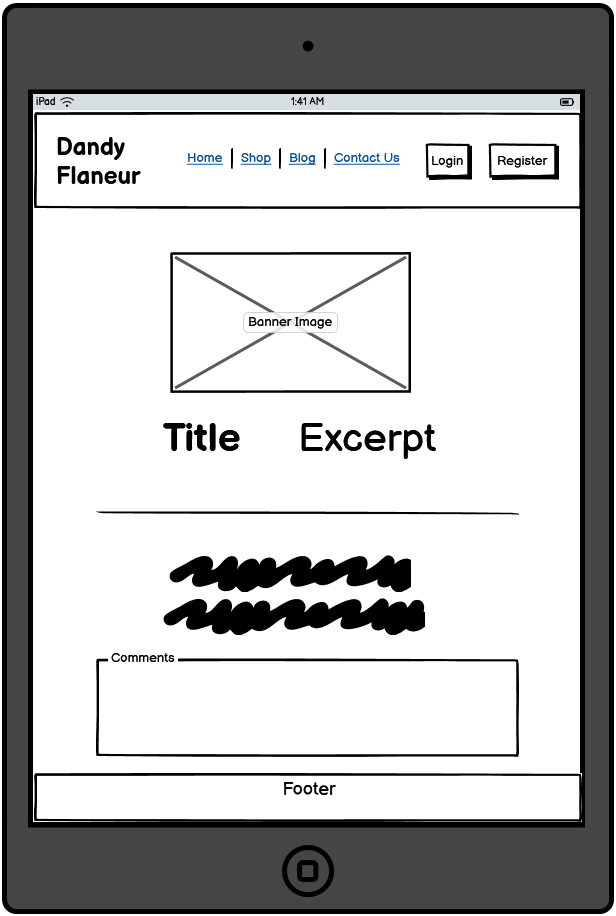 iPad 1:41 AM
Dandy
Flaneur
Home | Shop | Blog | Contact Us
Login
Register
Banner Image
Title Excerpt
Comments
Footer